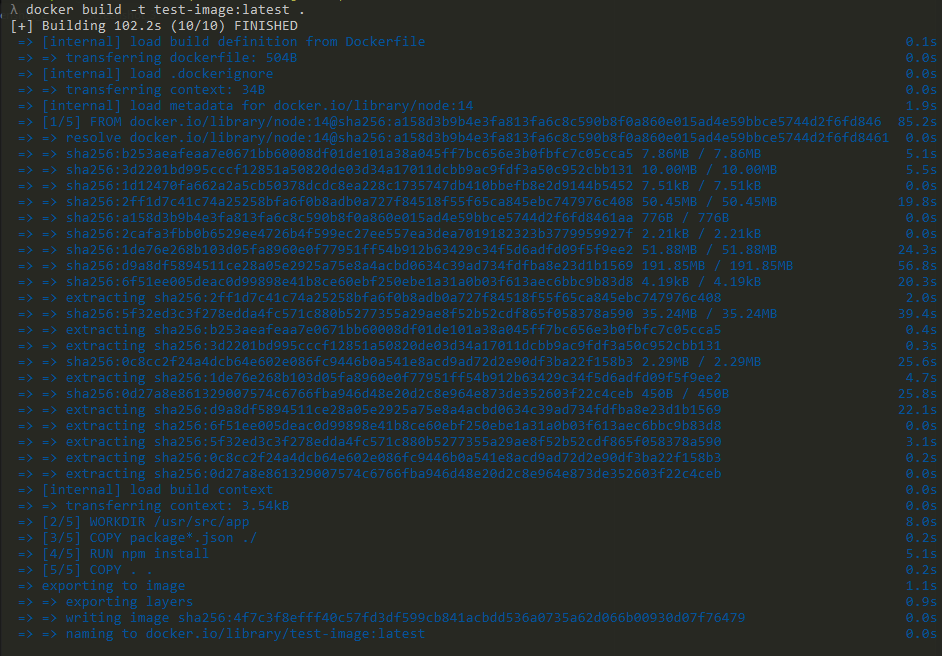 λ docker build -t test-image:latest .
[+] Building 102.2s (10/10) FINISHED
=> [internal] load build definition from Dockerfile 0.1s
=> => transferring dockerfile: 504B 0.0s
=> [internal] load .dockerignore 0.0s
=> => transferring context: 34B 0.0s
=> [internal] load metadata for docker.io/library/node:14 1.9s
=> [1/5] FROM docker.io/library/node:14@sha256:a158d3b9b4e3fa813fa6c8c590b8f0a860e015ad4e59bbce5744d2f6fd846 85.2s
=> => resolve docker.io/library/node:14@sha256:a158d3b9b4e3fa813fa6c8c590b8f0a860e015ad4e59bbce5744d2f6fd8461 0.0s
=> => sha256:b253aeafeaa7e0671bb60008df01de101a38a045ff7bc656e3b0fbfc7c05cca5 7.86MB / 7.86MB 5.1s
=> => sha256:3d2201bd995cccf12851a50820de03d34a17011dcbb9ac9fdf3a50c952cbb131 10.00MB / 10.00MB 5.5s
=> => sha256:1d12470fa662a2a5cb50378dcdc8ea228c1735747db410bbefb8e2d9144b5452 7.51kB / 7.51kB 0.0s
=> => sha256:2ff1d7c41c74a25258bfa6f0b8adb0a727f84518f55f65ca845ebc747976c408 50.45MB / 50.45MB 19.8s
=> => sha256:a158d3b9b4e3fa813fa6c8c590b8f0a860e015ad4e59bbce5744d2f6fd8461aa 776B / 776B 0.0s
=> => sha256:2cafa3fbb0b6529ee4726b4f599ec27ee557ea3dea7019182323b3779959927f 2.21kB / 2.21kB 0.0s
=> => sha256:1de76e268b103d05fa8960e0f77951ff54b912b63429c34f5d6adfd09f5f9ee2 51.88MB / 51.88MB 24.3s
=> => sha256:d9a8df5894511ce28a05e2925a75e8a4acbd0634c39ad734fdfba8e23d1b1569 191.85MB / 191.85MB 56.8s
=> => sha256:6f51ee005deac0d99898e41b8ce60ebf250ebe1a31a0b03f613aec6bbc9b83d8 4.19kB / 4.19kB 20.3s
=> => extracting sha256:2ff1d7c41c74a25258bfa6f0b8adb0a727f84518f55f65ca845ebc747976c408 2.0s
=> => sha256:5f32ed3c3f278edda4fc571c880b5277355a29ae8f52b52cdf865f058378a590 35.24MB / 35.24MB 39.4s
=> => extracting sha256:b253aeafeaa7e0671bb60008df01de101a38a045ff7bc656e3b0fbfc7c05cca5 0.4s
=> => extracting sha256:3d2201bd995cccf12851a50820de03d34a17011dcbb9ac9fdf3a50c952cbb131 0.3s
=> => sha256:0c8cc2f24a4dcb64e602e086fc9446b0a541e8acd9ad72d2e90df3ba22f158b3 2.29MB / 2.29MB 25.6s
=> => extracting sha256:1de76e268b103d05fa8960e0f77951ff54b912b63429c34f5d6adfd09f5f9ee2 4.7s
=> => sha256:0d27a8e861329007574c6766fba946d48e20d2c8e964e873de352603f22c4ceb 450B / 450B 25.8s
=> => extracting sha256:d9a8df5894511ce28a05e2925a75e8a4acbd0634c39ad734fdfba8e23d1b1569 22.1s
=> => extracting sha256:6f51ee005deac0d99898e41b8ce60ebf250ebe1a31a0b03f613aec6bbc9b83d8 0.0s
=> => extracting sha256:5f32ed3c3f278edda4fc571c880b5277355a29ae8f52b52cdf865f058378a590 3.1s
=> => extracting sha256:0c8cc2f24a4dcb64e602e086fc9446b0a541e8acd9ad72d2e90df3ba22f158b3 0.2s
=> => extracting sha256:0d27a8e861329007574c6766fba946d48e20d2c8e964e873de352603f22c4ceb 0.0s
=> [internal] load build context 0.0s
=> => transferring context: 3.54kB 0.0s
=> [2/5] WORKDIR /usr/src/app 8.0s
=> [3/5] COPY package*.json ./ 0.2s
=> [4/5] RUN npm install 5.1s
=> [5/5] COPY . . 0.2s
=> exporting to image 1.1s
=> => exporting layers 0.9s
=> => writing image sha256:4f7c3f8efff40c57fd3df599cb841acbdd536a0735a62d066b00930d07f76479 0.0s
=> => naming to docker.io/library/test-image:latest 0.0s